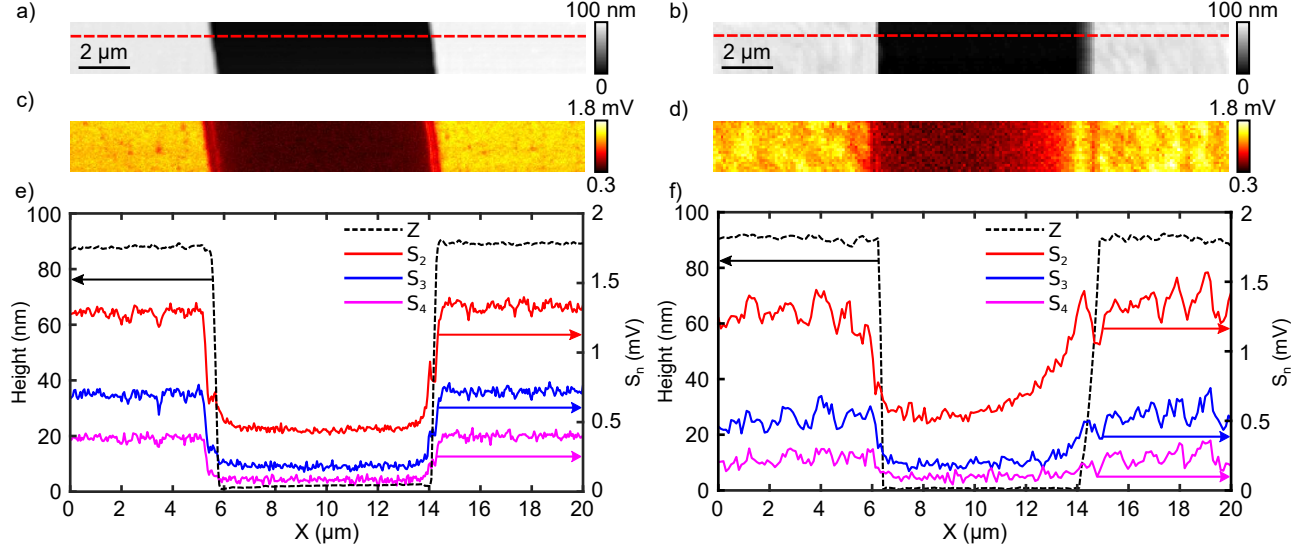 a)
100 nm
2 μm
0
b)
100 nm
2 μm
0
c)
1.8 mV
0.3
d)
1.8 mV
0.3
e)
100
80
60
40
20
0
Height (nm)
Z
S2
S3
S4
2
1.5
1
0.5
0
Sn (mV)
0 2 4 6 8 10 12 14 16 18 20
X (μm)
f)
100
80
60
40
20
0
Height (nm)
Z
S2
S3
S4
2
1.5
1
0.5
0
Sn (mV)
0 2 4 6 8 10 12 14 16 18 20
X (μm)